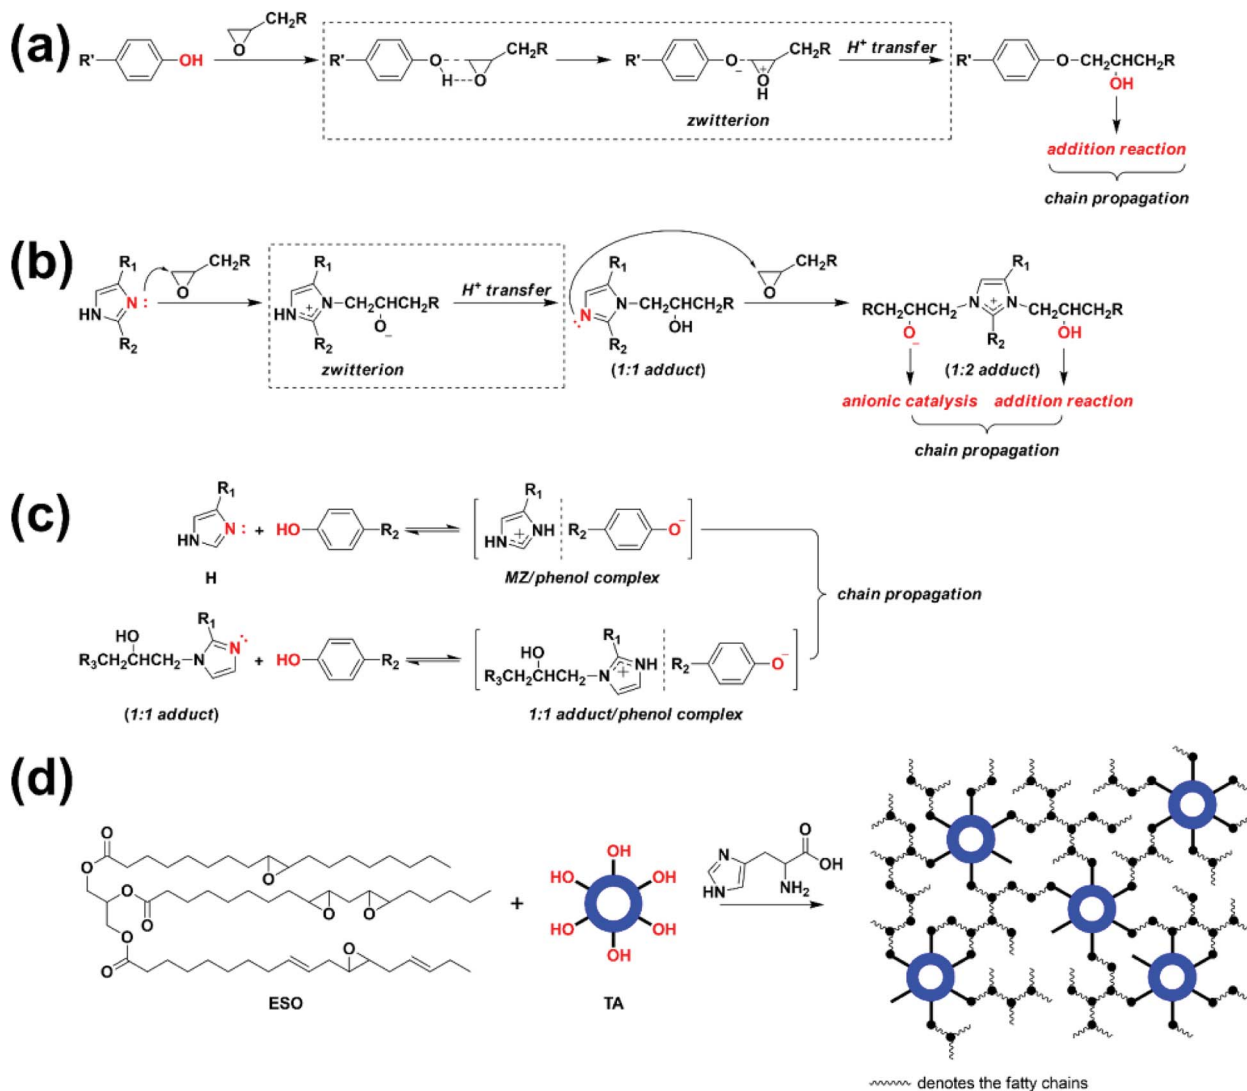 (a)
R'
OH
O
CH₂R
R'
O
H
O
CH₂R
R'
O
−
+
O
H
CH₂R
zwitterion
H⁺ transfer
R'
O
CH₂CHCH₂R
OH
addition reaction
chain propagation
(b)
R₁
HN
N:
R₂
O
CH₂R
R₁
HN
+
N
CH₂CHCH₂R
O
−
R₂
zwitterion
H⁺ transfer
R₁
N
N
CH₂CHCH₂R
OH
R₂
(1:1 adduct)
O
CH₂R
R₁
RCH₂CHCH₂
N
+
N
CH₂CHCH₂R
O
−
R₂
OH
(1:2 adduct)
anionic catalysis addition reaction
chain propagation
(c)
R₁
HN
N:
H
+
HO
R₂
R₁
HN
+
NH
R₂
O⁻
MZ/phenol complex
chain propagation
HO
R₃CH₂CHCH₂
N
R₁
N
(1:1 adduct)
+
HO
R₂
HO
R₃CH₂CHCH₂
N
R₁
+
NH
R₂
O⁻
1:1 adduct/phenol complex
(d)
O
O
O
O
O
O
O
O
O
O
ESO
+
OH
HO
OH
HO
OH
OH
TA
N
HN
O
OH
NH₂
denotes the fatty chains